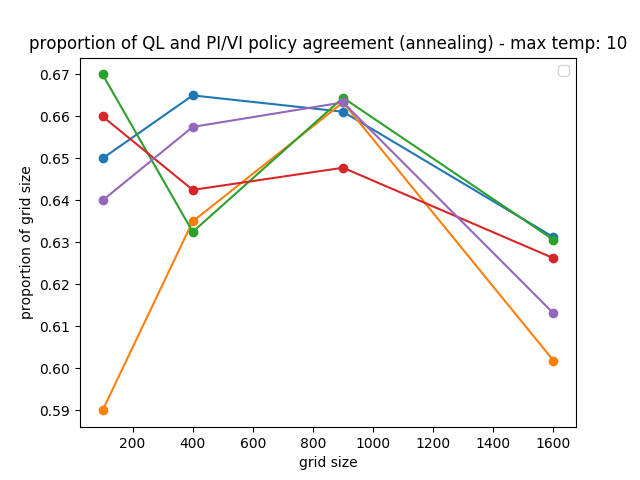 proportion of QL and PI/VI policy agreement (annealing) - max temp: 10
0.67
0.66
0.65
0.64
0.63
0.62
0.61
0.60
0.59
proportion of grid size
200 400 600 800 1000 1200 1400 1600
grid size